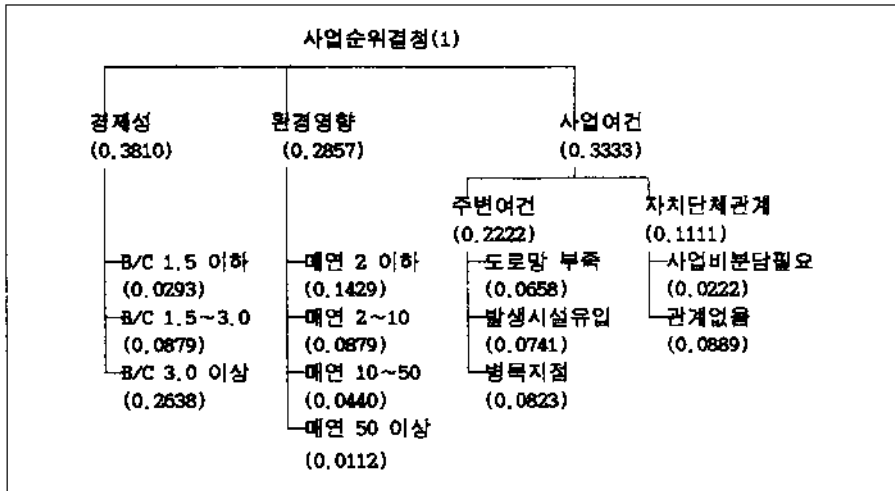 사업순위결정(1)
경제성 환경영향 사업여건
(0.3810) (0.2857) (0.3333)
주변여건 자치단체관계
(0.2222) (0.1111)
B/C 1.5 이하 매연 2 이하 도로망 부족 사업비분담필요
(0.0293) (0.1429) (0.0658) (0.0222)
B/C 1.5~3.0 매연 2~10 발생시설유입 관계없음
(0.0879) (0.0879) (0.0741) (0.0889)
B/C 3.0 이상 매연 10~50 병목지점
(0.2638) (0.0440) (0.0823)
매연 50 이상
(0.0112)